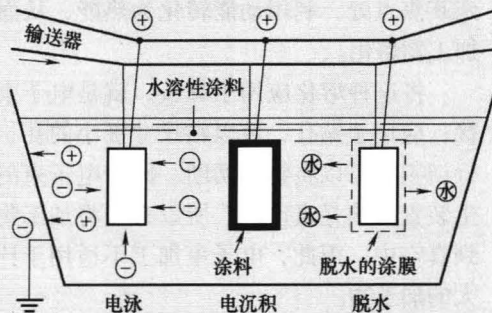 ⊕ ⊕ ⊕
输送器
水溶性涂料
⊕ ⊖ ⊖ 水 水
⊖ ⊕ ⊖ 水
⊖ ⊖
涂料 脱水的涂膜
电泳 电沉积 脱水